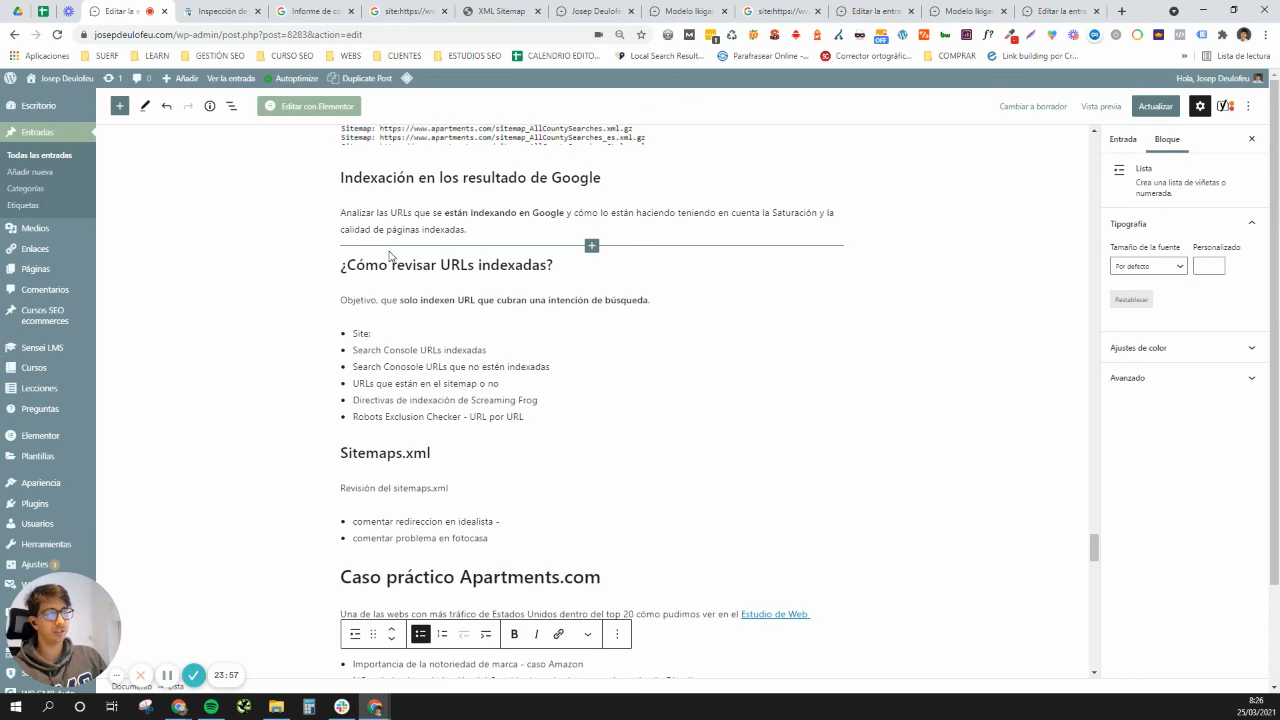 Editar la e
Inspección de
Informe de co
resultado
XML Sitemap
Editar la en
Modelo Ikigai
sitemap "http
Editar la entra
Modelo Ikigai
Editar la entra
josepdeulofeu.com/wp-admin/post.php?post=8283&action=edit
Aplicaciones
SUERF
LEARN
GESTIÓN SEO
CURSO SEO
WEBS
CLIENTES
ESTUDIOS SEO
CALENDARIO EDITO...
Local Search Result...
Parafrasear Online -...
Corrector ortográfic...
COMPRAR
Link building por Cr...
Lista de lectura
Josep Deulofeu
1
0
Añadir
Ver la entrada
Autoptimize
Duplicate Post
Hola, Josep Deulofeu
Escritorio
Editar con Elementor
Cambiar a borrador
Vista previa
Actualizar
Entradas
Todas las entradas
Añadir nueva
Categorías
Etiquetas
Medios
Enlaces
Páginas
Comentarios
Cursos SEO
ecommerces
Sensei LMS
Cursos
Lecciones
Preguntas
Elementor
Plantillas
Apariencia
Plugins
Usuarios
Herramientas
Ajustes 3
Sitemap: https://www.apartments.com/sitemap_AllCountySearches.xml.gz
Sitemap: https://www.apartments.com/sitemap_AllCountySearches_es.xml.gz
Indexación en los resultado de Google
Analizar las URLs que se están indexando en Google y cómo lo están haciendo teniendo en cuenta la Saturación y la
calidad de páginas indexadas.
¿Cómo revisar URLs indexadas?
Objetivo, que solo indexen URL que cubran una intención de búsqueda.
Site:
Search Console URLs indexadas
Search Conosole URLs que no estén indexadas
URLs que están en el sitemap o no
Directivas de indexación de Screaming Frog
Robots Exclusion Checker - URL por URL
Sitemaps.xml
Revisión del sitemaps.xml
comentar redireccion en idealista -
comentar problema en fotocasa
Caso práctico Apartments.com
Una de las webs con más tráfico de Estados Unidos dentro del top 20 cómo pudimos ver en el Estudio de Web
B
I
Importancia de la notoriedad de marca - caso Amazon
Entrada
Bloque
Lista
Crea una lista de viñetas o
numerada.
Tipografía
Tamaño de la fuente
Personalizado
Por defecto
Restablecer
Ajustes de color
Avanzado
23:57
Documento
Lista
8:26
25/03/2021